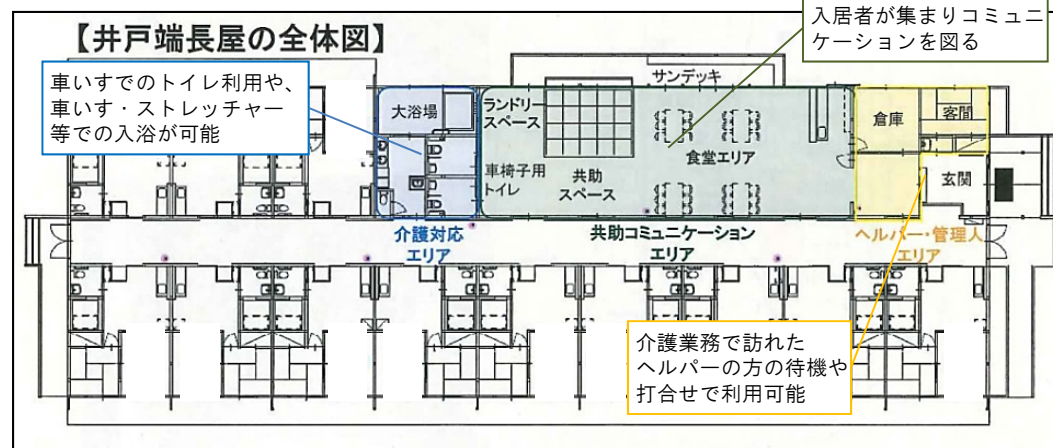 入居者が集まりコミュニ
ケーションを図る
【井戸端長屋の全体図】
車いすでのトイレ利用や、
車いす・ストレッチャー
等での入浴が可能
サンデッキ
大浴場
ランドリー
スペース
車椅子用
トイレ
共助
スペース
食堂エリア
倉庫
客間
玄関
介護対応
エリア
共助コミュニケーション
エリア
ヘルパー・管理人
エリア
介護業務で訪れた
ヘルパーの方の待機や
打合せで利用可能